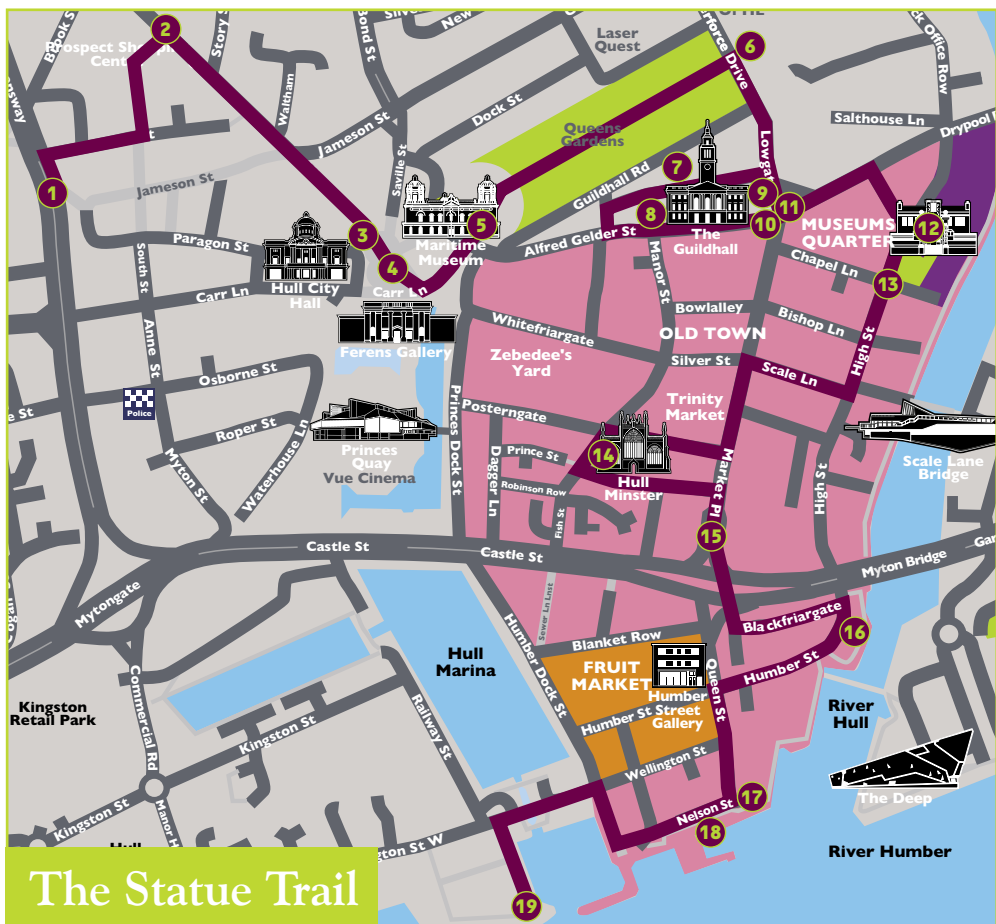 Brook St
Prospect Shopping
Centre
Story St
Bond St
Laser
Quest
Dock St
Waltham
Jameson St
Jameson St
Saville St
Queens
Gardens
Guildhall Rd
Lowgate
Salthouse Ln
Drypool
1
2
3
4
5
6
7
8
9
10
11
12
13
14
15
16
17
18
19
Paragon St
South St
Hull City
Hall
Maritime
Museum
Alfred Gelder St
The
Guildhall
MUSEUMS
QUARTER
Chapel Ln
Manor St
Carr Ln
Carr Ln
Ferens Gallery
Whitefriargate
Bowlalley
OLD TOWN
Bishop Ln
High St
Anne St
Osborne St
Police
Zebedee's
Yard
Silver St
Scale Ln
Trinity
Market
Posterngate
Princes Dock St
Roper St
Myton St
Waterhouse Ln
Princes
Quay
Vue Cinema
Dagger Ln
Prince St
Robinson Row
Fish St
Hull
Minster
Market Pl
High St
Scale Lane
Bridge
Castle St
Castle St
Myton Bridge
Mytongate
Sewer Ln
Blackfriargate
Blanket Row
Humber Dock St
Hull
Marina
FRUIT
MARKET
Humber
Street
Gallery
Queen St
Humber St
Humber St
River
Hull
Kingston
Retail Park
Commercial Rd
Kingston St
Railway St
Wellington St
Nelson St
The Deep
Kingston St
River Humber
The Statue Trail